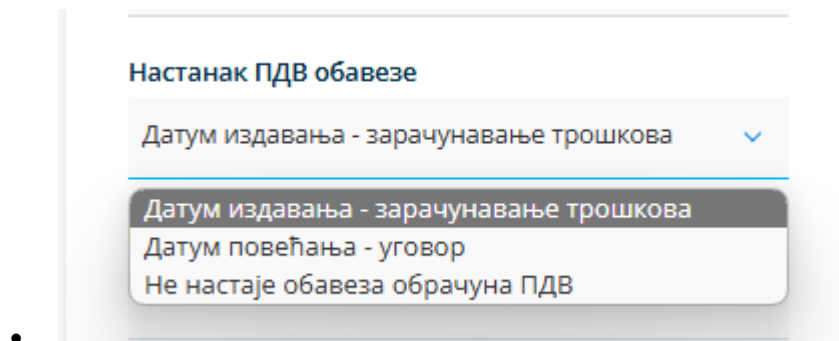 Настанак ПДВ обавезе
Датум издавања - зарачунавање трошкова
Датум издавања - зарачунавање трошкова
Датум повећања - уговор
Не настаје обавеза обрачуна ПДВ